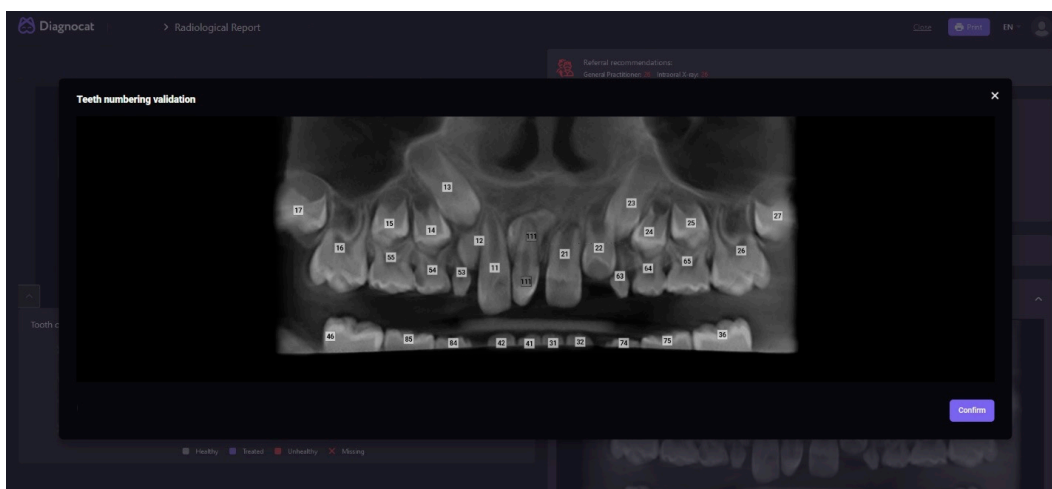 Diagnocat
> Radiological Report
Close
Print
EN
Referral recommendations:
General Practitioner: 38 Intraoral X-ray: 38
Teeth numbering validation
×
13
23
17
27
15
25
14
24
12
111
22
16
26
55
21
65
54
53
11
64
63
111
46
36
85
84
42
41
31
32
74
75
Tooth c
Confirm
Healthy
Treated
Unhealthy
Missing